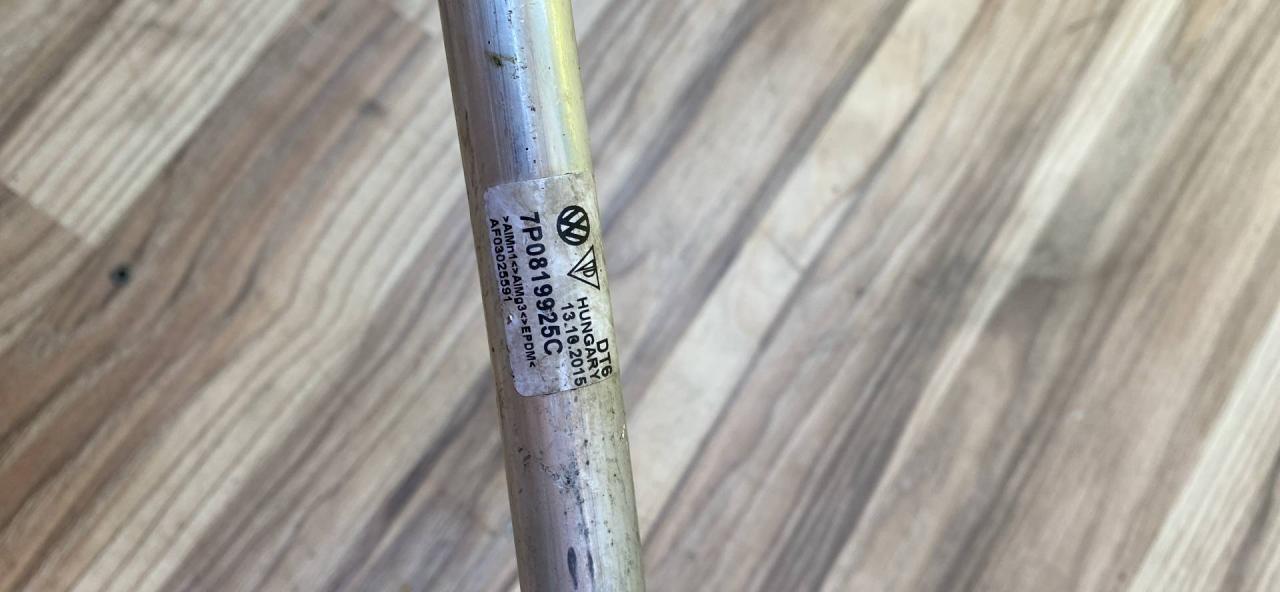 DT6
HUNGARY
13.10.2015
7P0819925C
>AlMn1<>AlMg3<>EPDM<
AF03025591